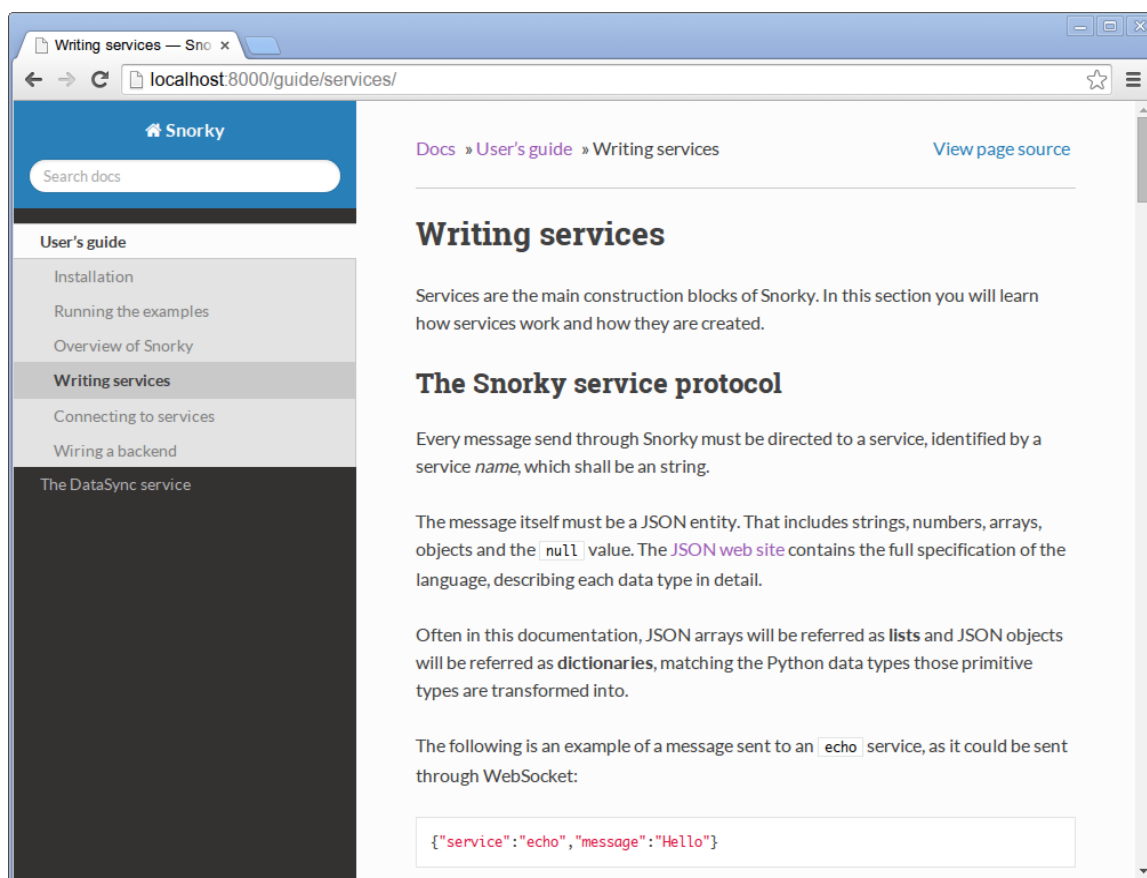 Writing services — Sno
localhost:8000/guide/services/
Snorky
Search docs
User's guide
Installation
Running the examples
Overview of Snorky
Writing services
Connecting to services
Wiring a backend
The DataSync service
Docs » User's guide » Writing services
View page source
Writing services
Services are the main construction blocks of Snorky. In this section you will learn
how services work and how they are created.
The Snorky service protocol
Every message send through Snorky must be directed to a service, identified by a
service name, which shall be an string.
The message itself must be a JSON entity. That includes strings, numbers, arrays,
objects and the null value. The JSON web site contains the full specification of the
language, describing each data type in detail.
Often in this documentation, JSON arrays will be referred as lists and JSON objects
will be referred as dictionaries, matching the Python data types those primitive
types are transformed into.
The following is an example of a message sent to an echo service, as it could be sent
through WebSocket:
{"service":"echo","message":"Hello"}